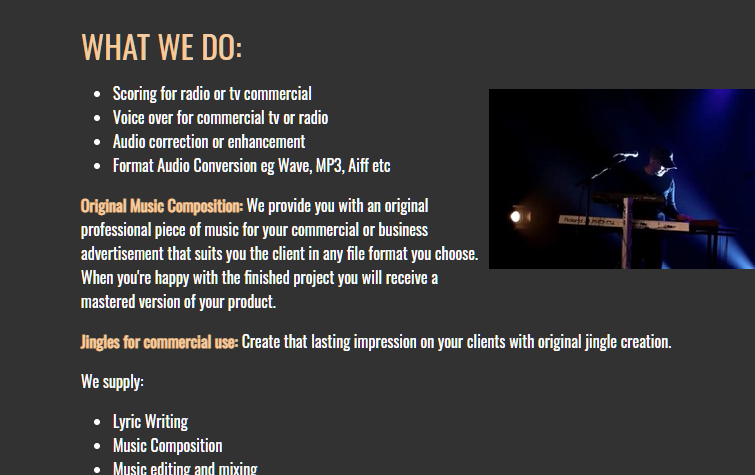 WHAT WE DO:
Scoring for radio or tv commercial
Voice over for commercial tv or radio
Audio correction or enhancement
Format Audio Conversion eg Wave, MP3, Aiff etc
Original Music Composition: We provide you with an original
professional piece of music for your commercial or business
advertisement that suits you the client in any file format you choose.
When you're happy with the finished project you will receive a
mastered version of your product.
Roland
Jingles for commercial use: Create that lasting impression on your clients with original jingle creation.
We supply:
Lyric Writing
Music Composition
Music editing and mixing